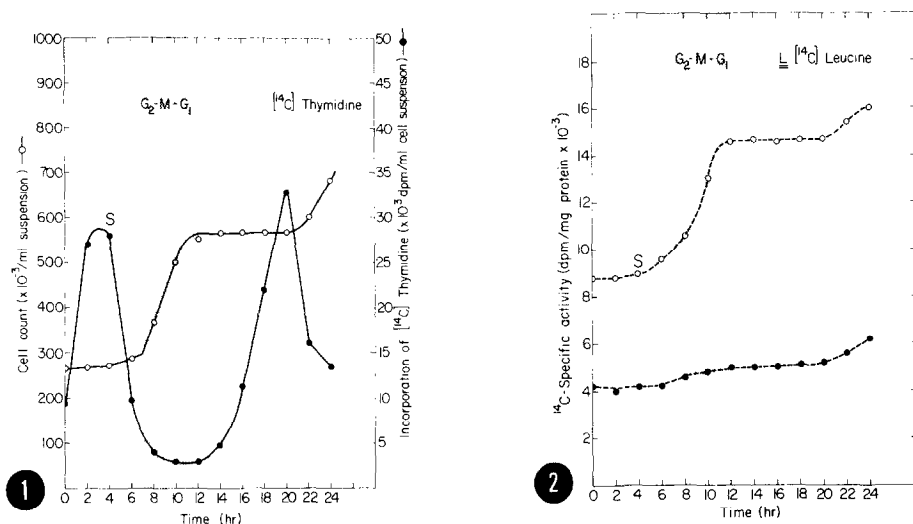 1000
900
800
700
600
500
400
300
200
100
50
45
40
35
30
25
20
15
10
5
G2-M-G1
[14C] Thymidine
S
Cell count (x 10-3/ml suspension)
Incorporation of [14C] Thymidine (x 10-3 dpm/ml cell suspension)
0 2 4 6 8 10 12 14 16 18 20 22 24
Time (hr)
1
18
16
14
12
10
8
6
4
2
G2-M-G1
L [14C] Leucine
S
14C-Specific activity (dpm/mg protein x 10-3)
0 2 4 6 8 10 12 14 16 18 20 22 24
Time (hr)
2